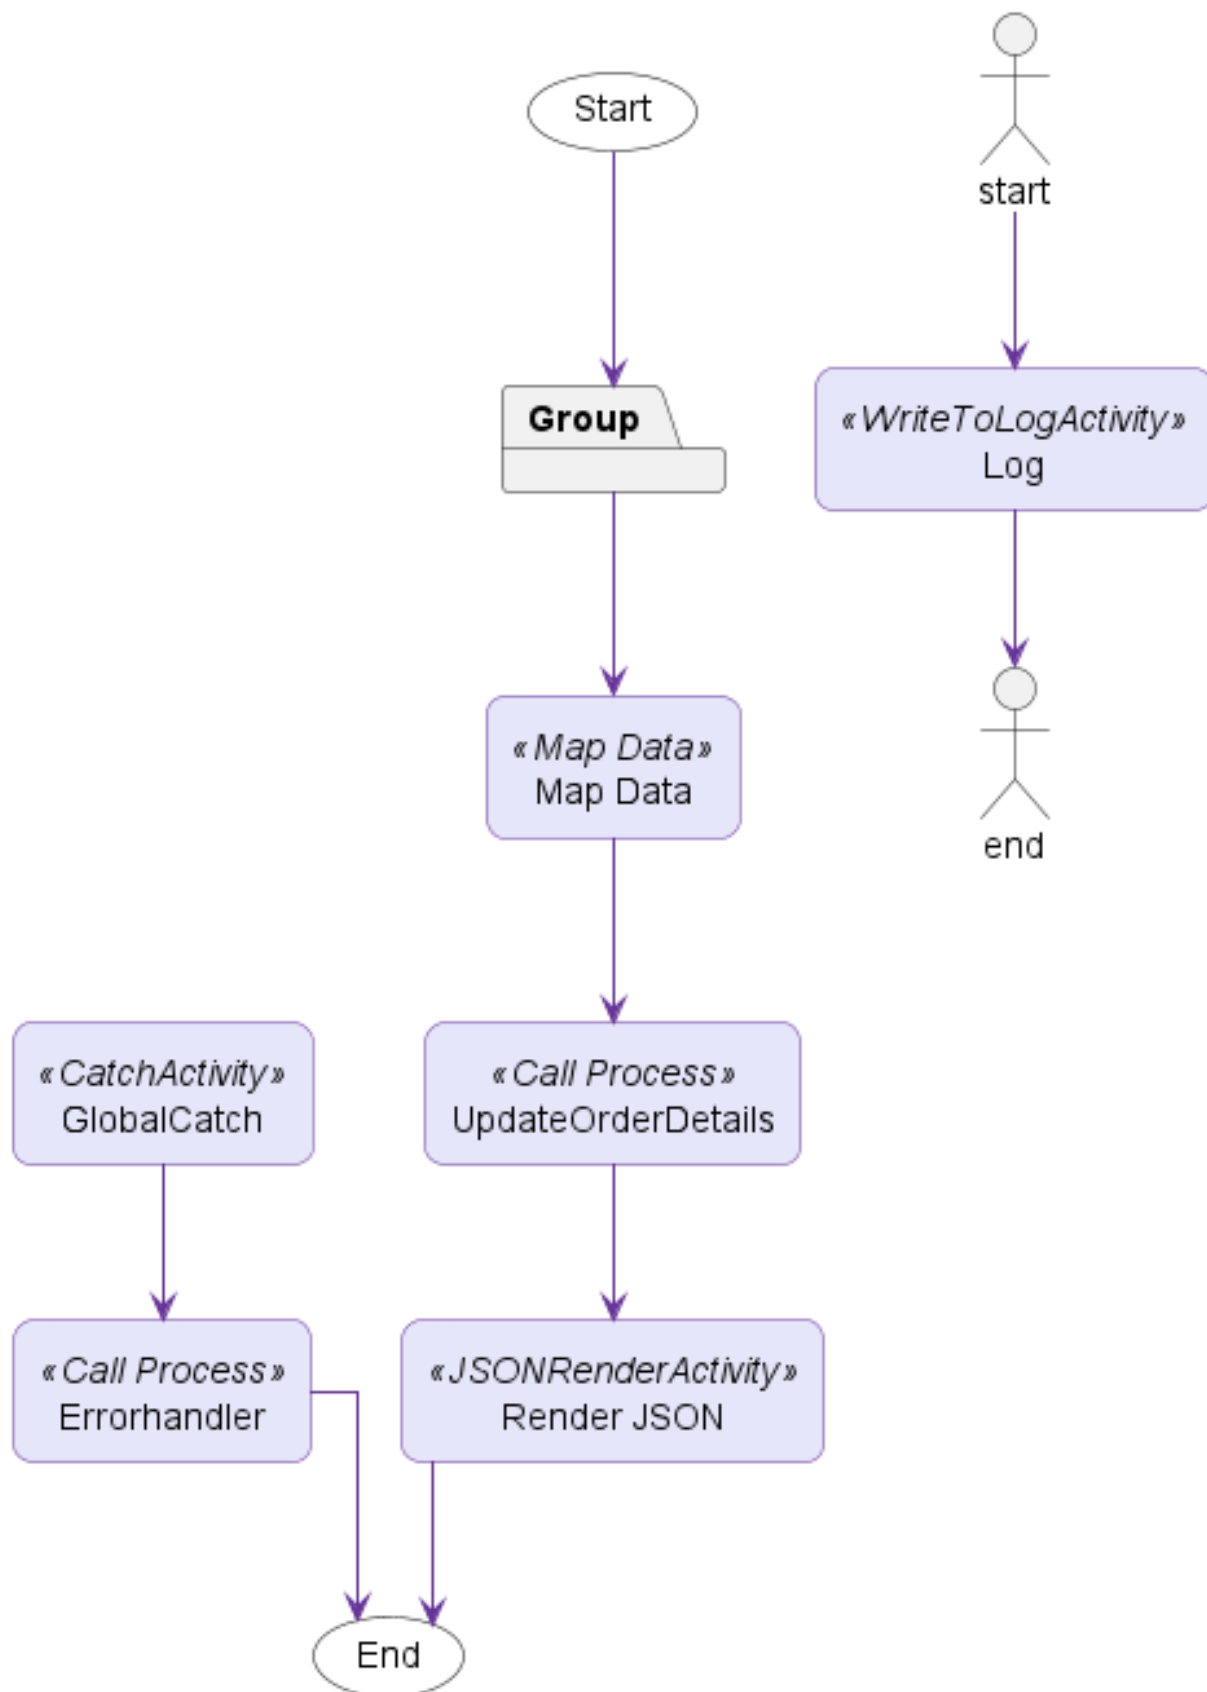 Start
start
Group
«WriteToLogActivity»
Log
«Map Data»
Map Data
end
«CatchActivity»
GlobalCatch
«Call Process»
UpdateOrderDetails
«Call Process»
Errorhandler
«JSONRenderActivity»
Render JSON
End